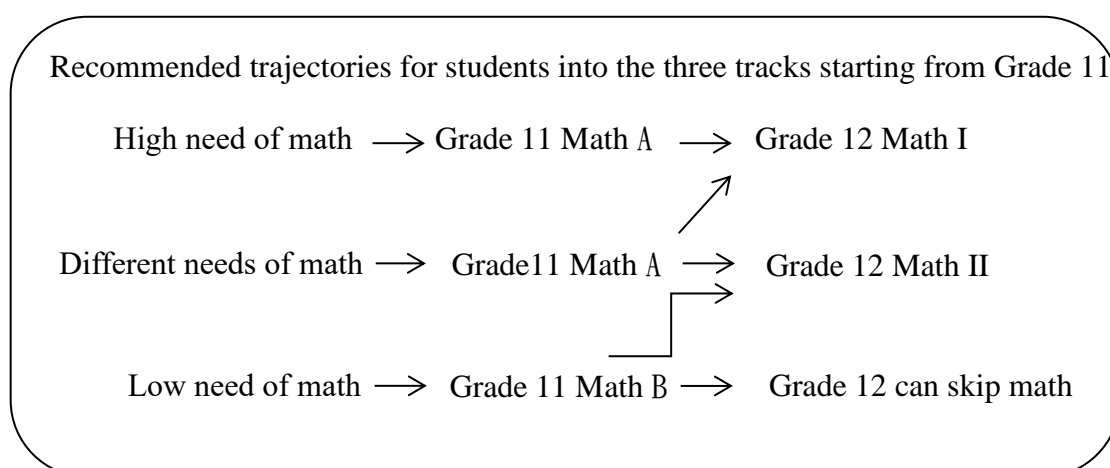 Recommended trajectories for students into the three tracks starting from Grade 11
High need of math Grade 11 Math A Grade 12 Math I
Different needs of math Grade11 Math A Grade 12 Math II
Low need of math Grade 11 Math B Grade 12 can skip math